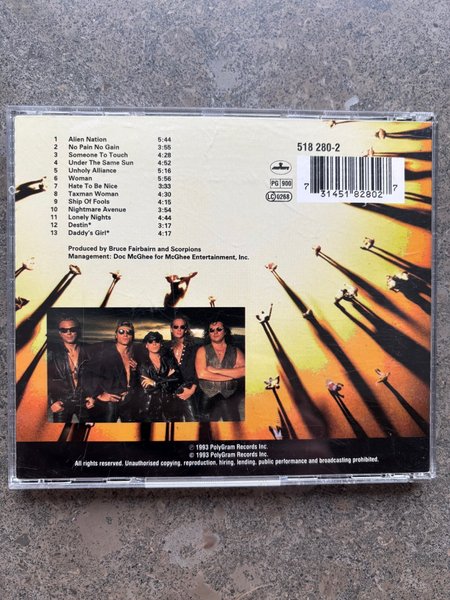 1 Alien Nation 5:44
2 No Pain No Gain 3:55
3 Someone To Touch 4:28
4 Under The Same Sun 4:52
5 Unholy Alliance 5:16
6 Woman 5:56
7 Hate To Be Nice 3:33
8 Taxman Woman 4:30
9 Ship Of Fools 4:15
10 Nightmare Avenue 3:54
11 Lonely Nights 4:44
12 Destin* 3:17
13 Daddy's Girl* 4:17
Produced by Bruce Fairbairn and Scorpions
Management: Doc McGhee for McGhee Entertainment, Inc.
518 280-2
PG 900
LC 0268
7 31451 82802 7
℗ 1993 PolyGram Records Inc.
© 1993 PolyGram Records Inc.
All rights reserved. Unauthorised copying, reproduction, hiring, lending, public performance and broadcasting prohibited.